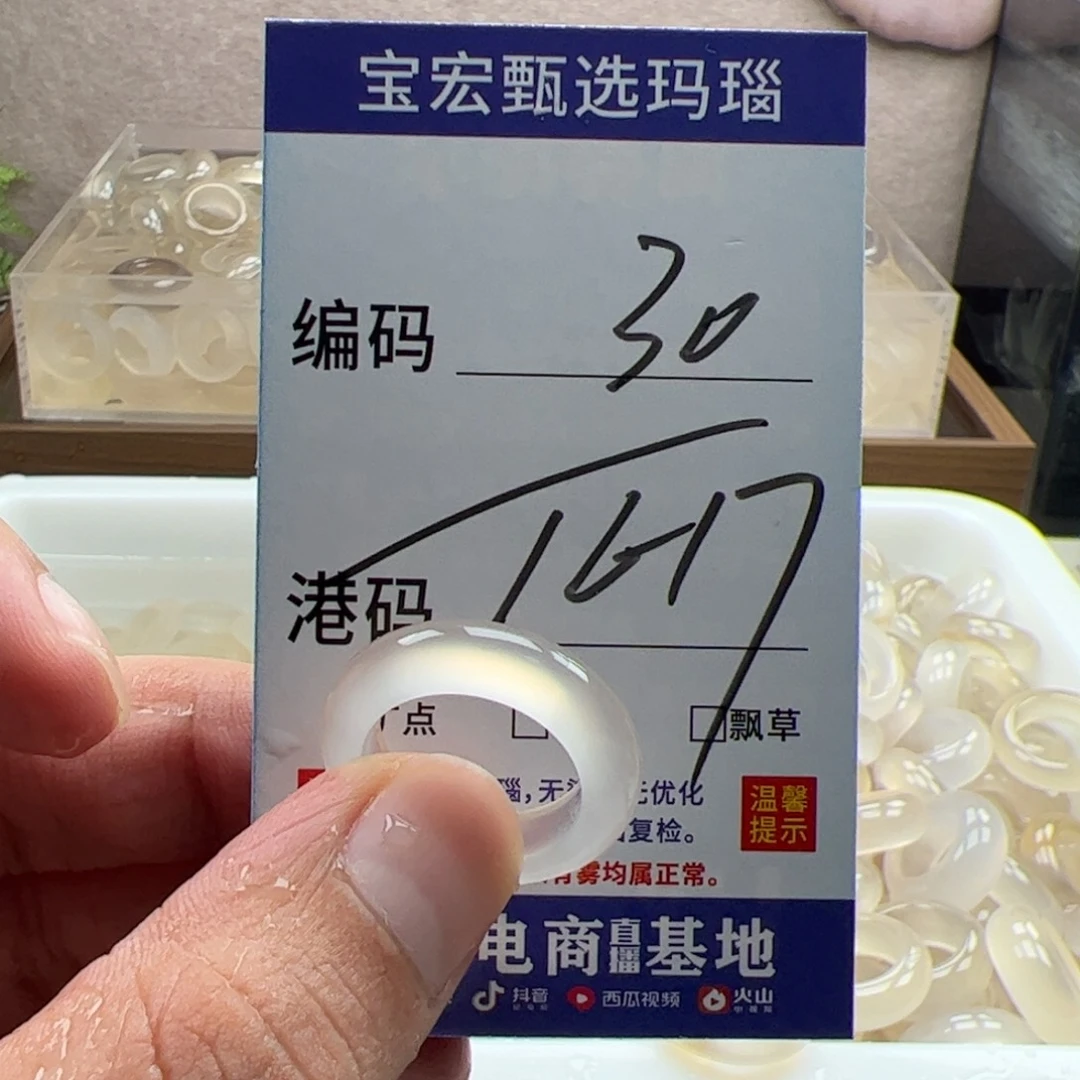 宝宏甄选玛瑙
编码 30
港码
点 飘草
瑙，无 优化
复检。
温馨
提示
有雾均属正常。
电商直播基地
抖音 西瓜视频 火山